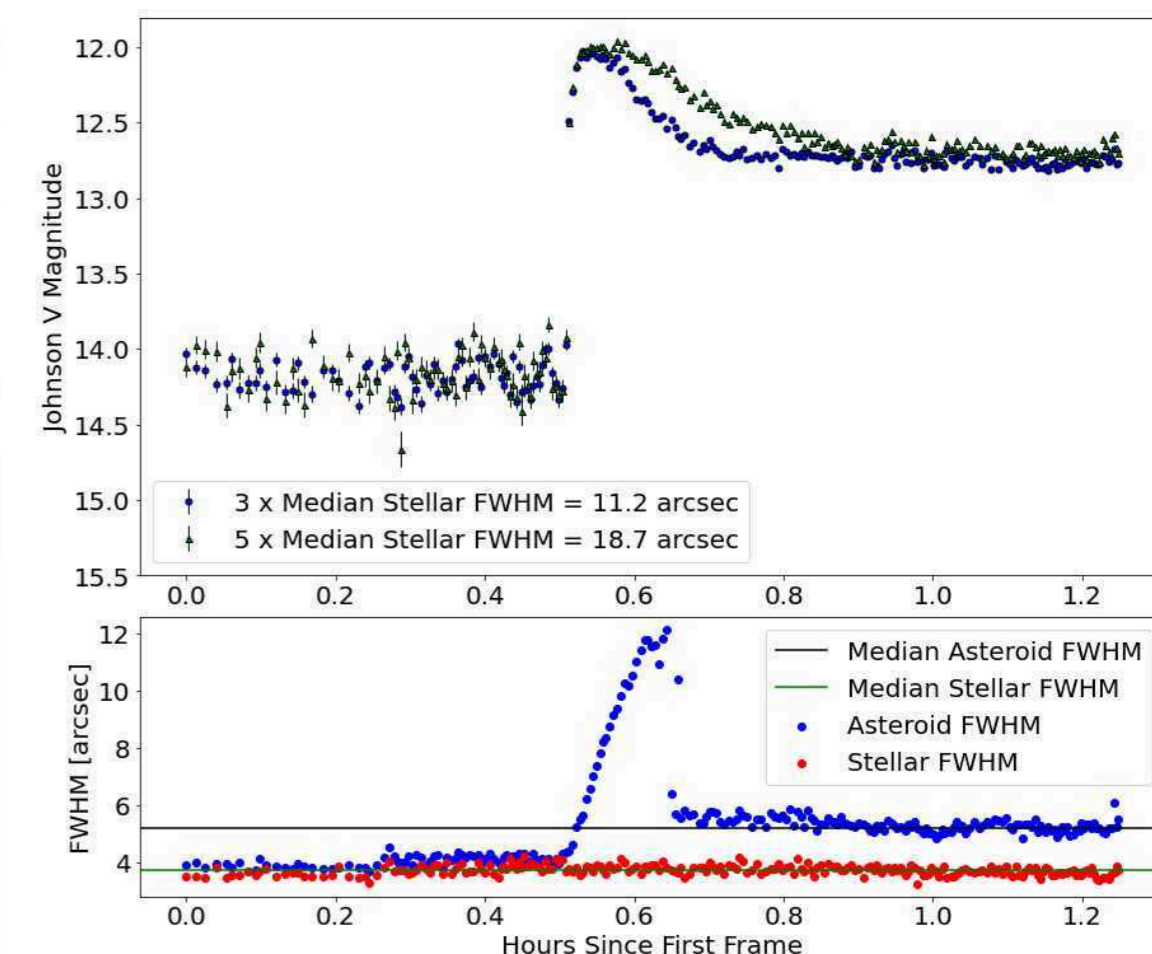 12.0
12.5
13.0
13.5
14.0
14.5
15.0
15.5
Johnson V Magnitude
3 x Median Stellar FWHM = 11.2 arcsec
5 x Median Stellar FWHM = 18.7 arcsec
0.0 0.2 0.4 0.6 0.8 1.0 1.2
12
10
8
6
4
FWHM [arcsec]
Median Asteroid FWHM
Median Stellar FWHM
Asteroid FWHM
Stellar FWHM
0.0 0.2 0.4 0.6 0.8 1.0 1.2
Hours Since First Frame